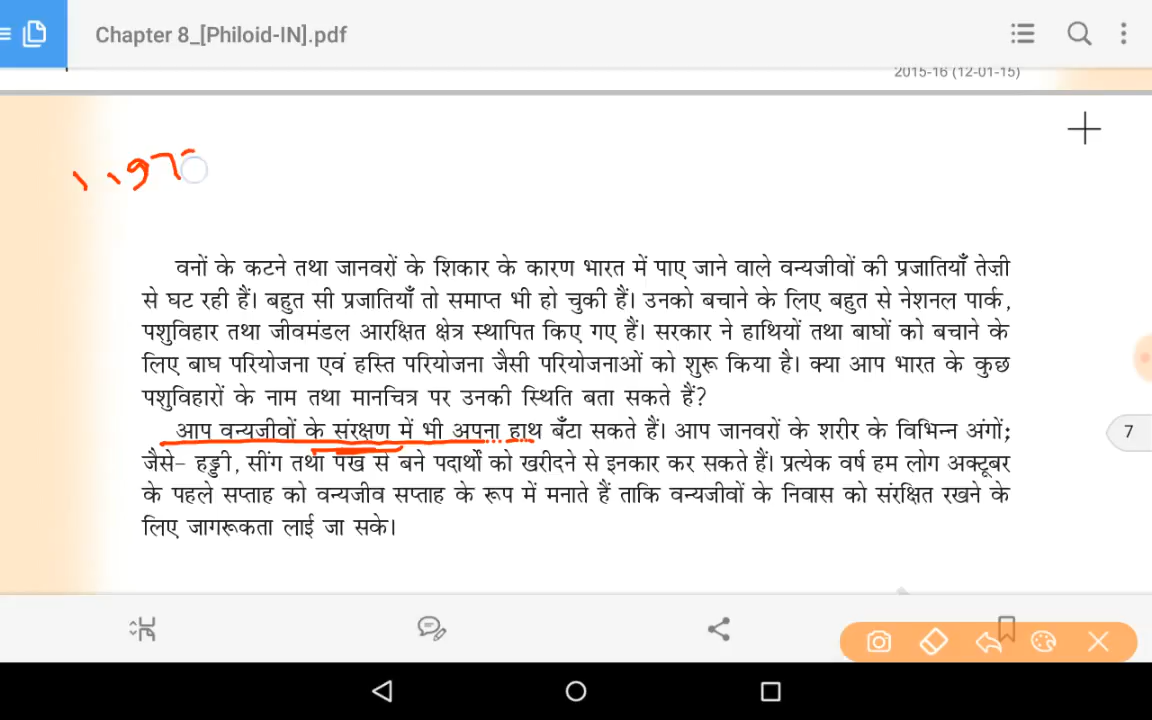 Chapter 8_[Philoid-IN].pdf
2015-16 (12-01-15)
वनों के कटने तथा जानवरों के शिकार के कारण भारत में पाए जाने वाले वन्यजीवों की प्रजातियाँ तेज़ी
से घट रही हैं। बहुत सी प्रजातियाँ तो समाप्त भी हो चुकी हैं। उनको बचाने के लिए बहुत से नेशनल पार्क,
पशुविहार तथा जीवमंडल आरक्षित क्षेत्र स्थापित किए गए हैं। सरकार ने हाथियों तथा बाघों को बचाने के
लिए बाघ परियोजना एवं हस्ति परियोजना जैसी परियोजनाओं को शुरू किया है। क्या आप भारत के कुछ
पशुविहारों के नाम तथा मानचित्र पर उनकी स्थिति बता सकते हैं?
आप वन्यजीवों के संरक्षण में भी अपना हाथ बँटा सकते हैं। आप जानवरों के शरीर के विभिन्न अंगों;
जैसे- हड्डी, सींग तथा पंख से बने पदार्थों को खरीदने से इनकार कर सकते हैं। प्रत्येक वर्ष हम लोग अक्टूबर
के पहले सप्ताह को वन्यजीव सप्ताह के रूप में मनाते हैं ताकि वन्यजीवों के निवास को संरक्षित रखने के
लिए जागरूकता लाई जा सके।
7